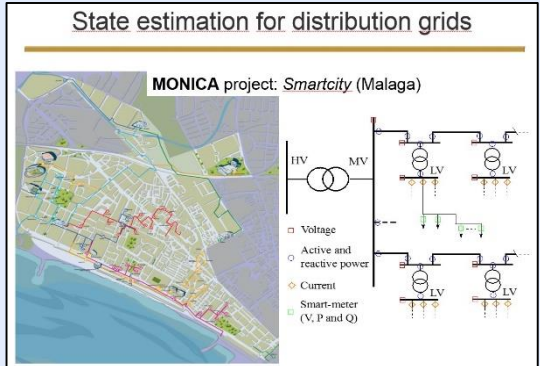 State estimation for distribution grids
MONICA project: Smartcity (Malaga)
HV
MV
LV
LV
Voltage
Active and
reactive power
Current
Smart-meter
(V, P and Q)
LV
LV